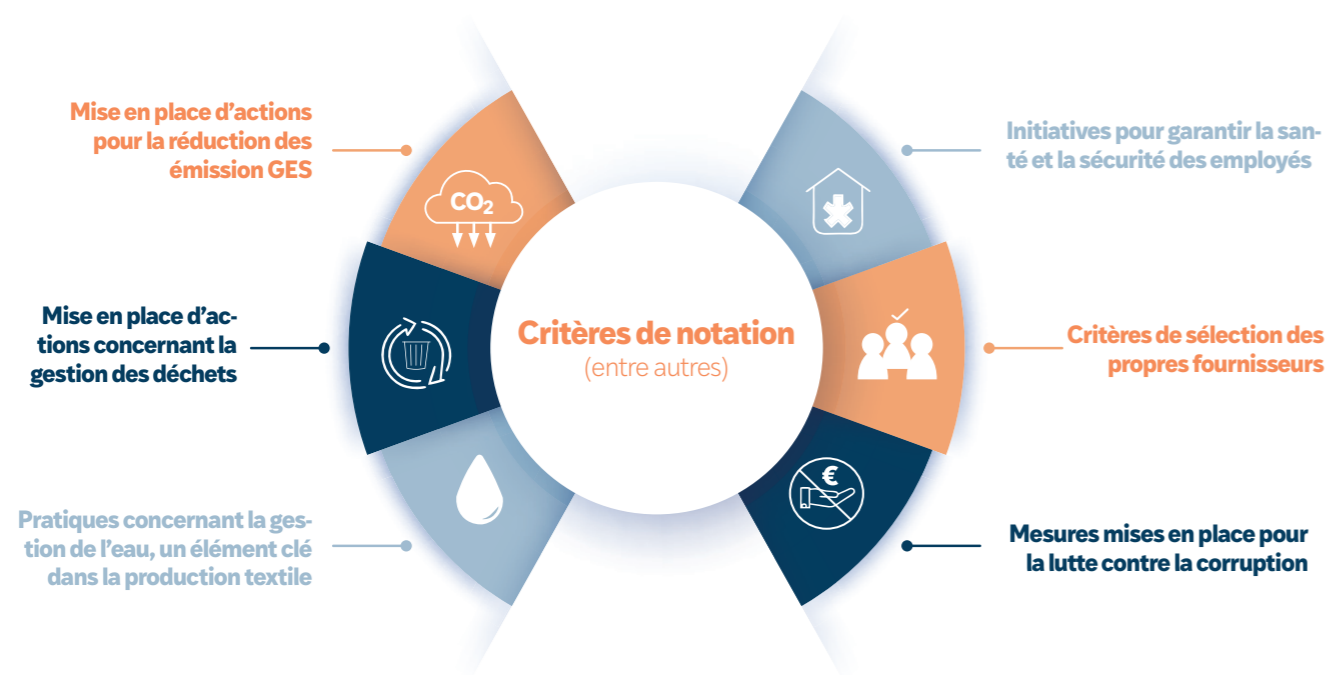 Mise en place d’actions
pour la réduction des
émission GES
CO₂
Mise en place d’ac-
tions concernant la
gestion des déchets
Pratiques concernant la ges-
tion de l’eau, un élément clé
dans la production textile
Critères de notation
(entre autres)
Initiatives pour garantir la san-
té et la sécurité des employés
Critères de sélection des
propres fournisseurs
€
Mesures mises en place pour
la lutte contre la corruption